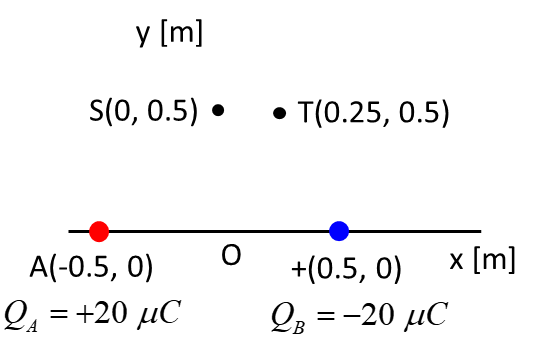 y [m]
S(0, 0.5) • • T(0.25, 0.5)
A(-0.5, 0) O +(0.5, 0) x [m]
Q_A = +20 μC Q_B = −20 μC